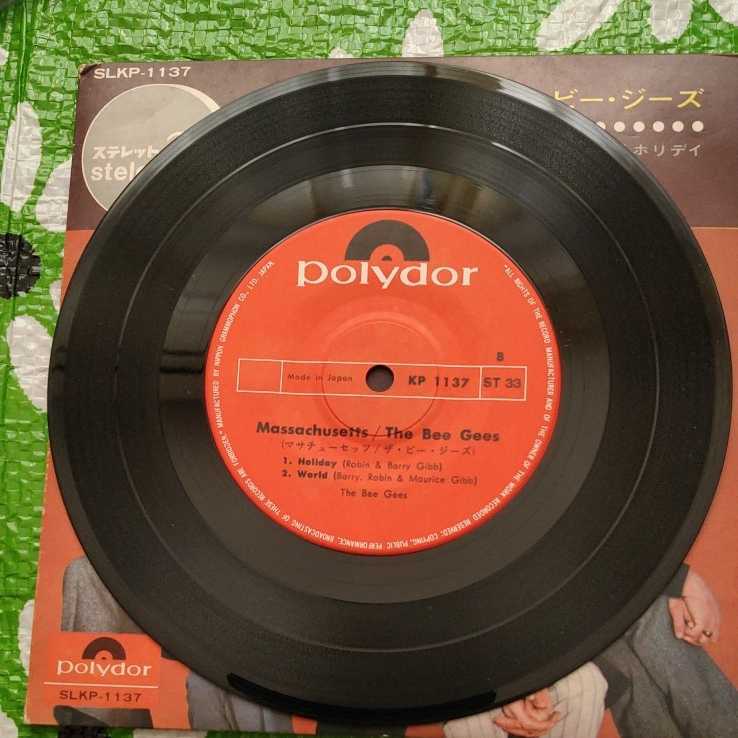 SLKP-1137
ステレット
ビー・ジーズ
ホリデイ
polydor
"ALL RIGHTS OF THE RECORD MANUFACTURER AND OF THE OWNER OF THE WORK RECORDED RESERVED; COPYING, PUBLIC PERFORMANCE, BROADCASTING OF THESE RECORDS ARE FORBIDDEN" MANUFACTURED BY NIPPON GRAMMOPHON CO., LTD. JAPAN
B
Made in Japan KP 1137 ST 33
Massachusetts / The Bee Gees
(マサチューセッツ/ザ・ビー・ジーズ)
1. Holiday (Robin & Barry Gibb)
2. World (Barry, Robin & Maurice Gibb)
The Bee Gees
polydor
SLKP-1137